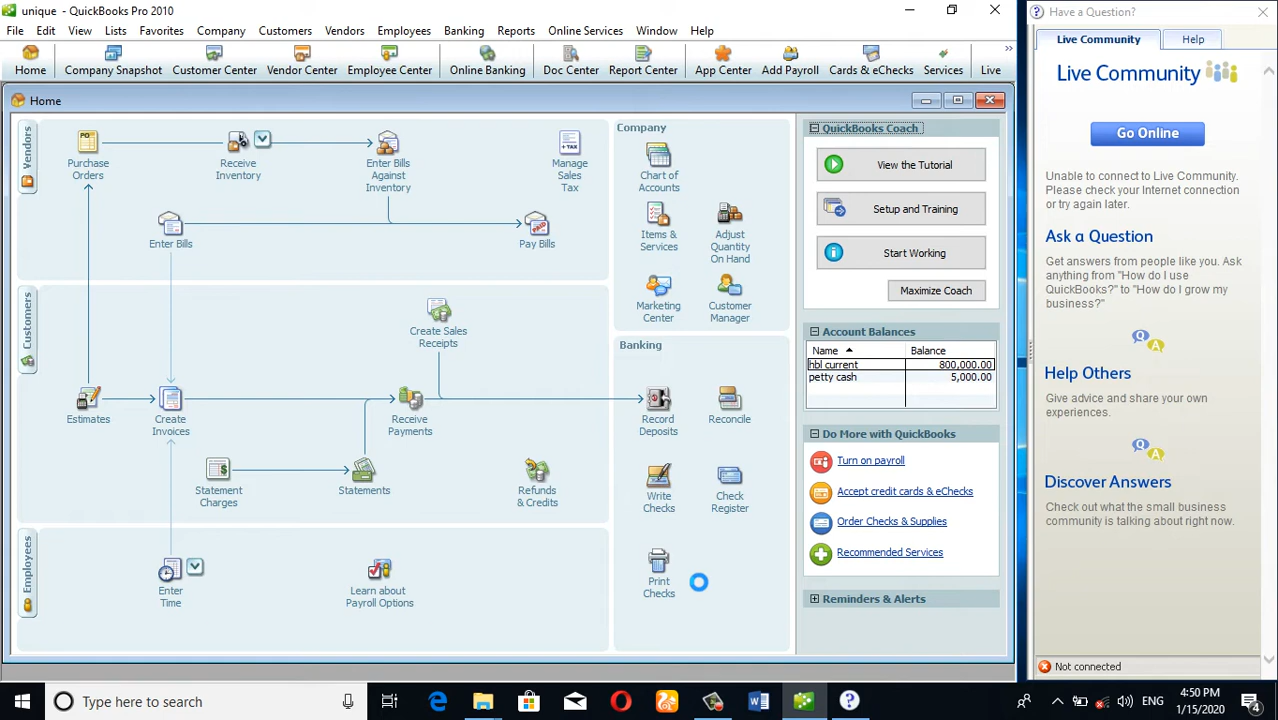 unique - QuickBooks Pro 2010
File Edit View Lists Favorites Company Customers Vendors Employees Banking Reports Online Services Window Help
Home Company Snapshot Customer Center Vendor Center Employee Center Online Banking Doc Center Report Center App Center Add Payroll Cards & eChecks Services Live »
Home
Vendors
PO
Purchase
Orders
Receive
Inventory
Enter Bills
Against
Inventory
+ TAX
Manage
Sales
Tax
Enter Bills
Pay Bills
Customers
Create Sales
Receipts
Estimates
Create
Invoices
Receive
Payments
Statement
Charges
Statements
Refunds
& Credits
Employees
Enter
Time
Learn about
Payroll Options
Company
Chart of
Accounts
Items &
Services
Adjust
Quantity
On Hand
Marketing
Center
Customer
Manager
Banking
Record
Deposits
Reconcile
Write
Checks
Check
Register
Print
Checks
QuickBooks Coach
View the Tutorial
Setup and Training
Start Working
Maximize Coach
Account Balances
Name Balance
hbl current 800,000.00
petty cash 5,000.00
Do More with QuickBooks
Turn on payroll
Accept credit cards & eChecks
Order Checks & Supplies
Recommended Services
Reminders & Alerts
Have a Question?
Live Community Help
Live Community
Go Online
Unable to connect to Live Community.
Please check your Internet connection
or try again later.
Ask a Question
Get answers from people like you. Ask
anything from "How do I use
QuickBooks?" to "How do I grow my
business?"
Q A
Help Others
Give advice and share your own
experiences.
Q A
Discover Answers
Check out what the small business
community is talking about right now.
Not connected
Type here to search
ENG
4:50 PM
1/15/2020
4